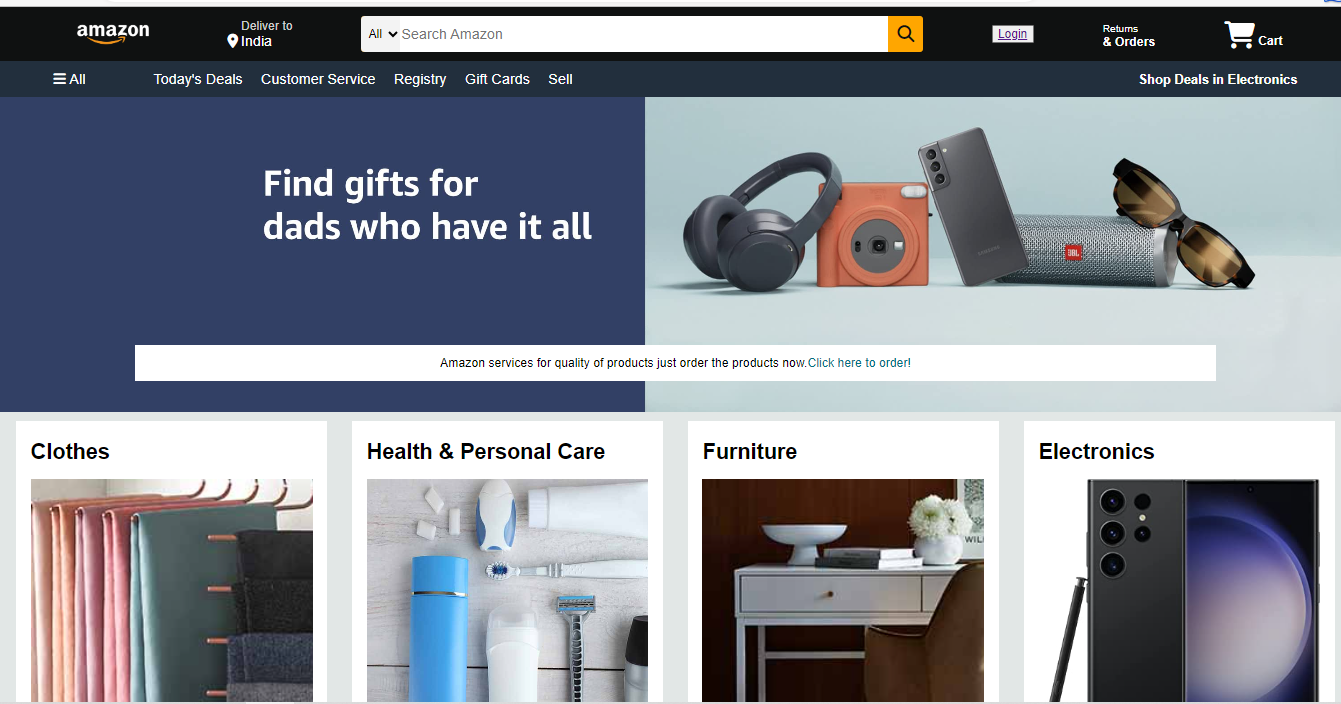 amazon
Deliver to
India
All
Search Amazon
Login
Returns
& Orders
Cart
All
Today's Deals
Customer Service
Registry
Gift Cards
Sell
Shop Deals in Electronics
Find gifts for
dads who have it all
SAMSUNG
JBL
Amazon services for quality of products just order the products now.Click here to order!
Clothes
Health & Personal Care
Furniture
Electronics